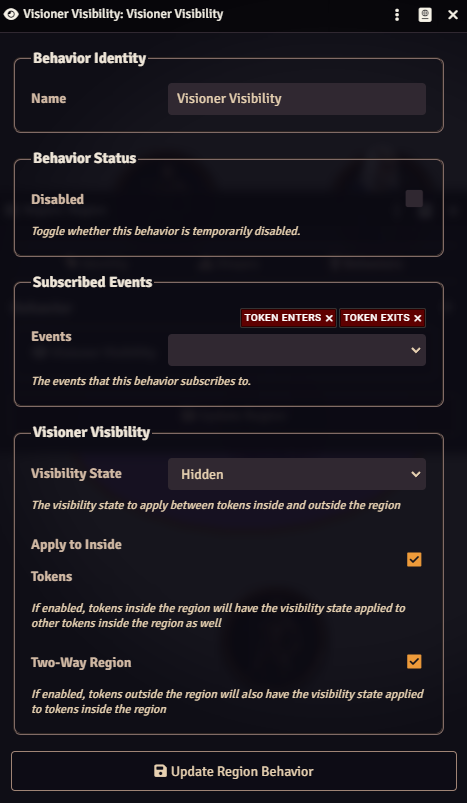 Visioner Visibility: Visioner Visibility
Behavior Identity
Name
Visioner Visibility
Behavior Status
Disabled
Toggle whether this behavior is temporarily disabled.
Subscribed Events
TOKEN ENTERS × TOKEN EXITS ×
Events
The events that this behavior subscribes to.
Visioner Visibility
Visibility State
Hidden
The visibility state to apply between tokens inside and outside the region
Apply to Inside
Tokens
If enabled, tokens inside the region will have the visibility state applied to
other tokens inside the region as well
Two-Way Region
If enabled, tokens outside the region will also have the visibility state applied
to tokens inside the region
Update Region Behavior